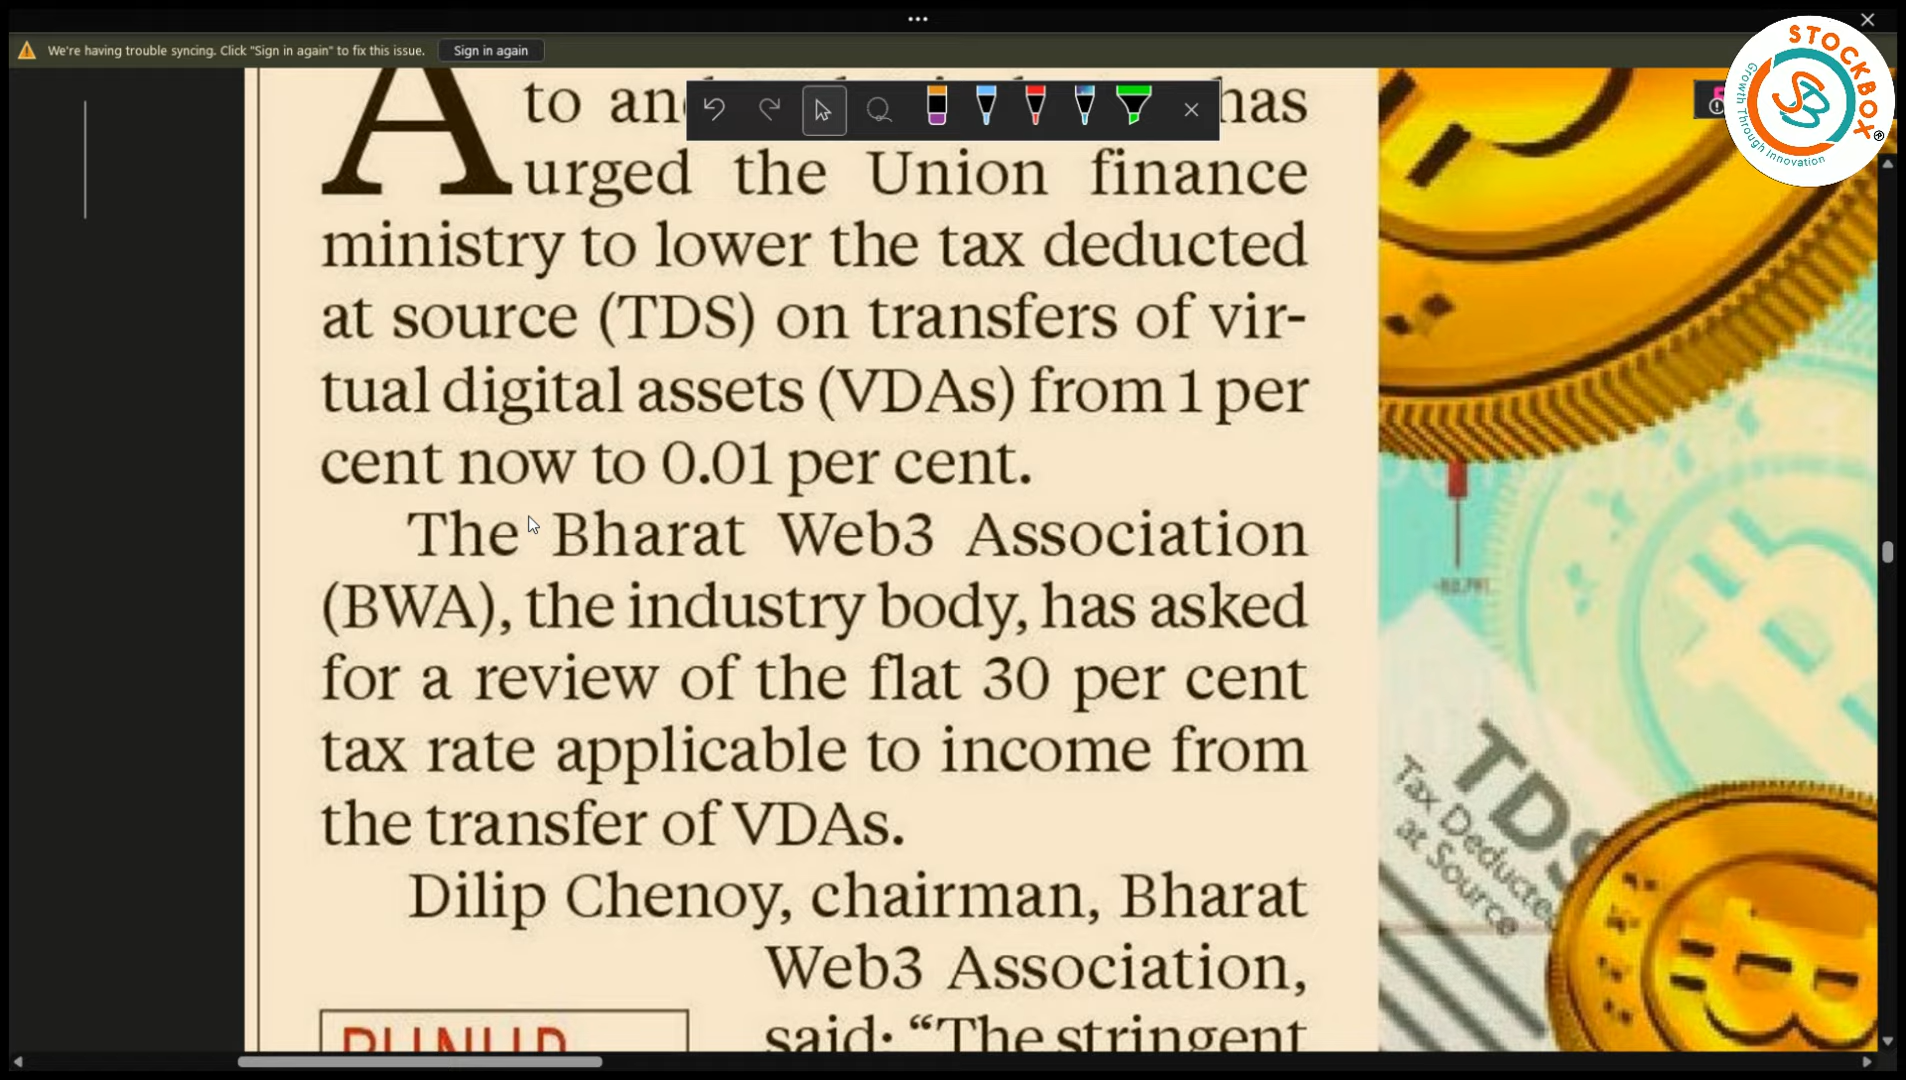 We're having trouble syncing. Click "Sign in again" to fix this issue. Sign in again
STOCKBOX
Growth Through Innovation
A
to has
urged the Union finance
ministry to lower the tax deducted
at source (TDS) on transfers of vir-
tual digital assets (VDAs) from 1 per
cent now to 0.01 per cent.
The Bharat Web3 Association
(BWA), the industry body, has asked
for a review of the flat 30 per cent
tax rate applicable to income from
the transfer of VDAs.
Dilip Chenoy, chairman, Bharat
Web3 Association,
said: “The stringent
RUNUP
TDS
Tax Deducted
at Source